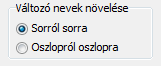 Változó nevek növelése
Sorról sorra
Oszlopról oszlopra